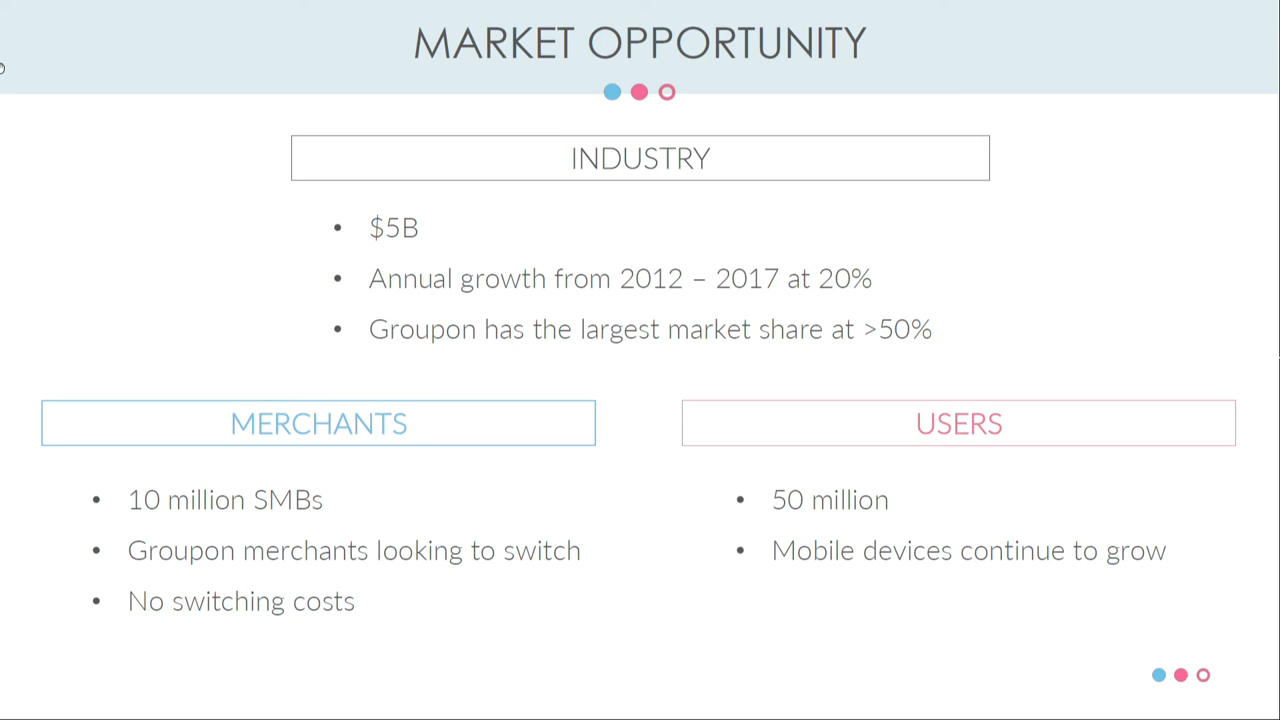 MARKET OPPORTUNITY
INDUSTRY
• $5B
• Annual growth from 2012 – 2017 at 20%
• Groupon has the largest market share at >50%
MERCHANTS
• 10 million SMBs
• Groupon merchants looking to switch
• No switching costs
USERS
• 50 million
• Mobile devices continue to grow